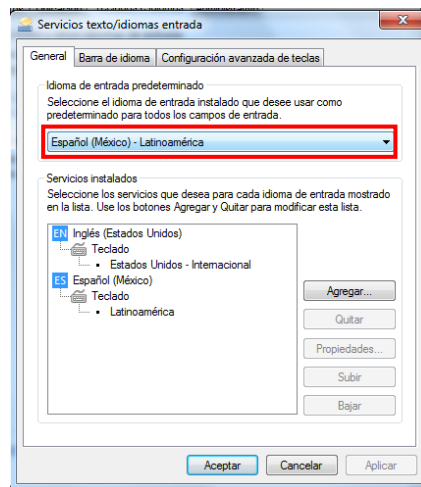 Servicios texto/idiomas entrada
General
Barra de idioma
Configuración avanzada de teclas
Idioma de entrada predeterminado
Seleccione el idioma de entrada instalado que desee usar como
predeterminado para todos los campos de entrada.
Español (México) - Latinoamérica
Servicios instalados
Seleccione los servicios que desea para cada idioma de entrada mostrado
en la lista. Use los botones Agregar y Quitar para modificar esta lista.
EN Inglés (Estados Unidos)
Teclado
• Estados Unidos - Internacional
ES Español (México)
Teclado
• Latinoamérica
Agregar...
Quitar
Propiedades...
Subir
Bajar
Aceptar
Cancelar
Aplicar